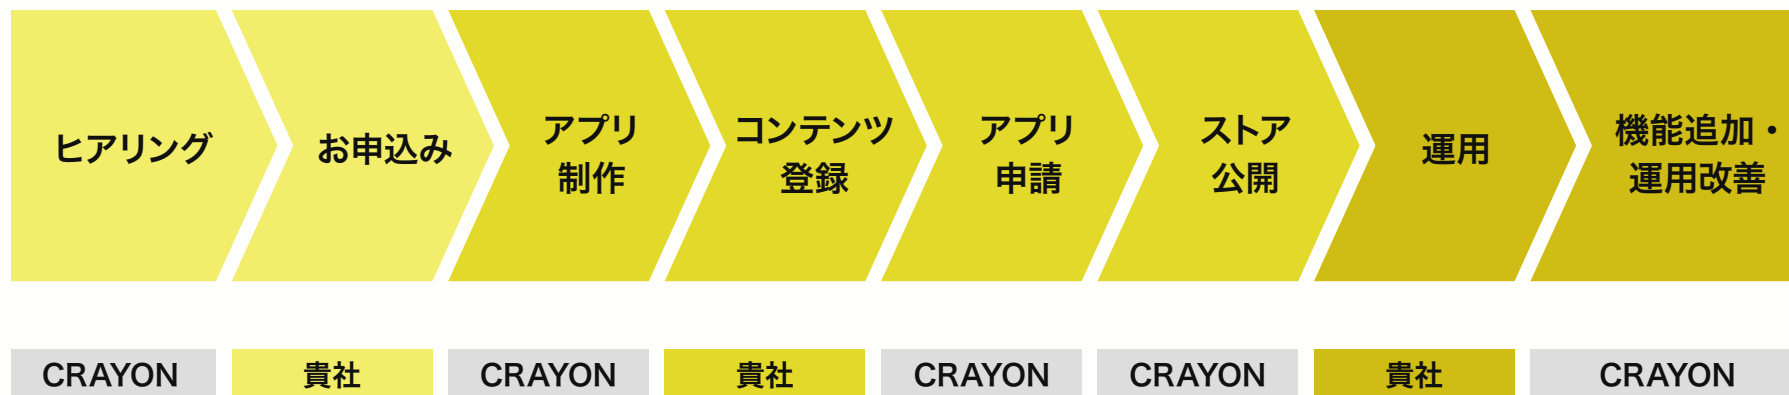 ヒアリング
お申込み
アプリ
制作
コンテンツ
登録
アプリ
申請
ストア
公開
運用
機能追加・
運用改善
CRAYON
貴社
CRAYON
貴社
CRAYON
CRAYON
貴社
CRAYON